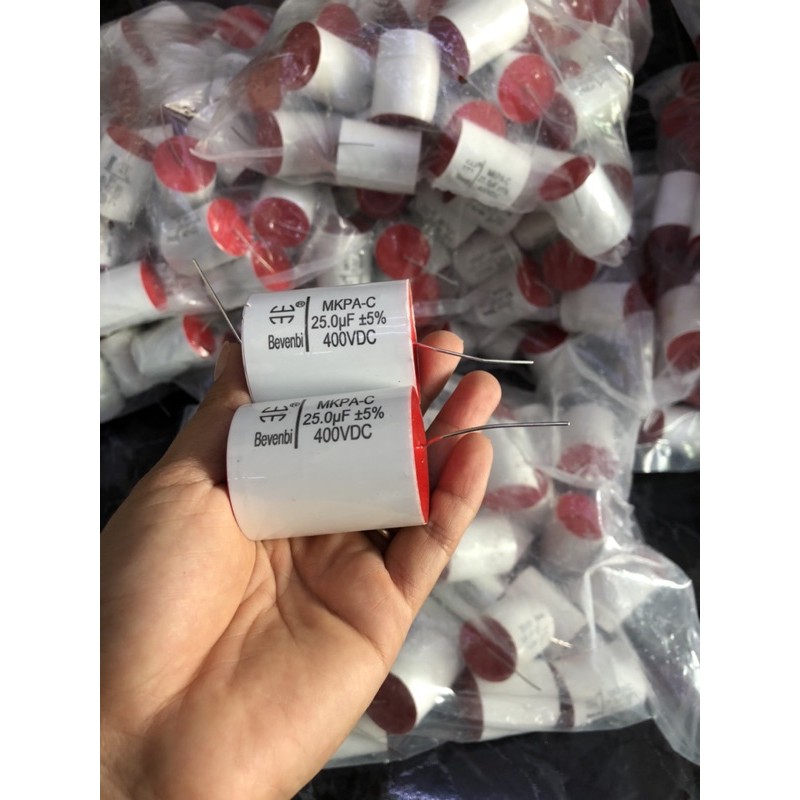 MKPA-C
25.0µF ±5%
Bevenbi
400VDC
MKPA-C
25.0µF ±5%
Bevenbi
400VDC